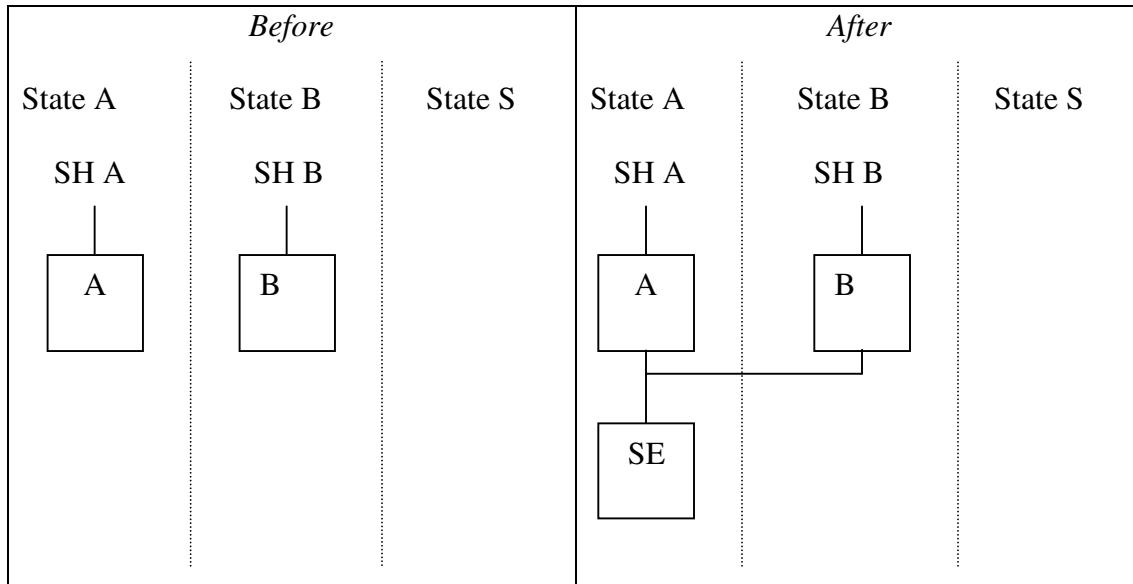 Before
State A State B State S
SH A SH B
A B
After
State A State B State S
SH A SH B
A B
SE